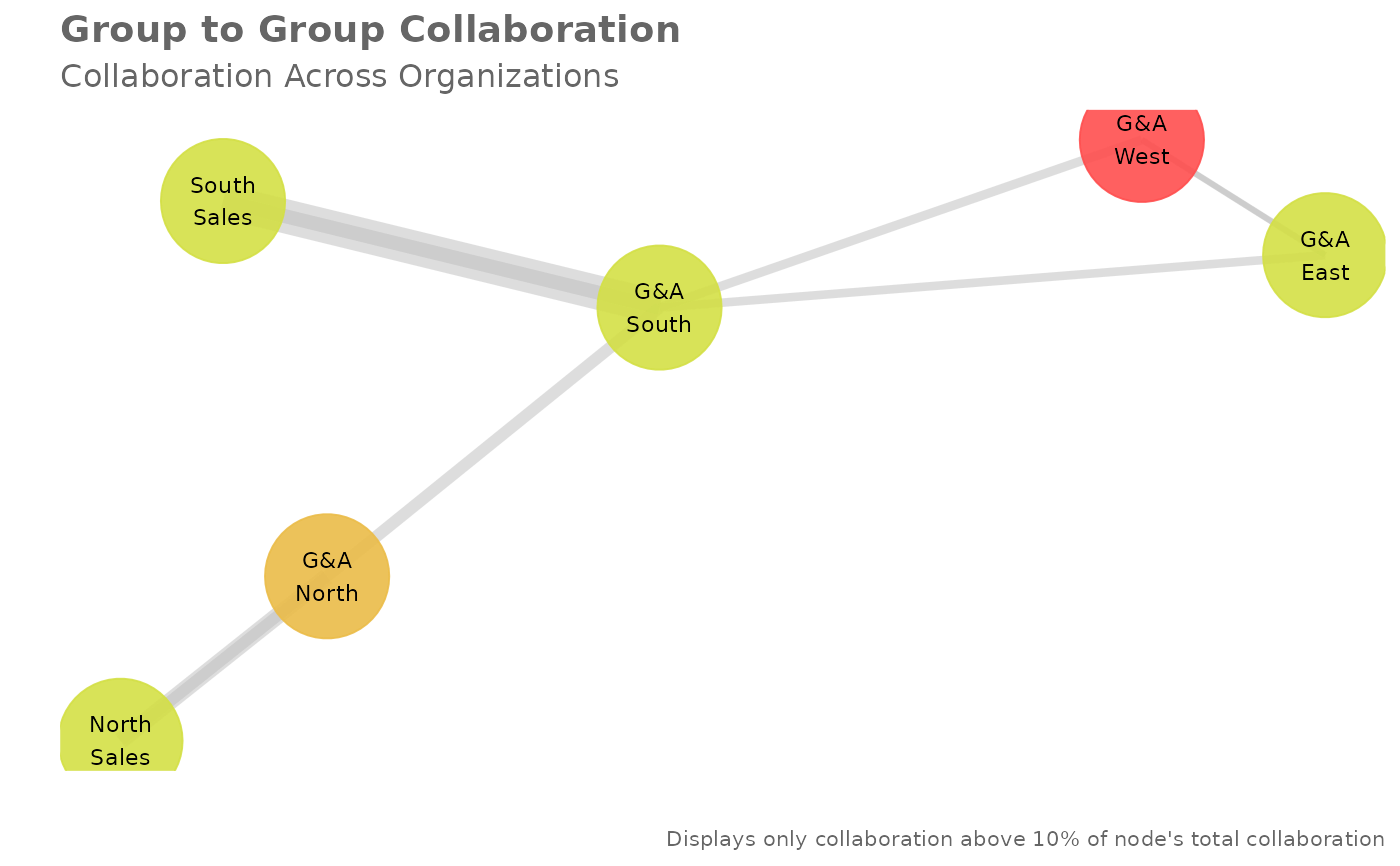 Group to Group Collaboration
Collaboration Across Organizations
G&A
West
South
Sales
G&A
East
G&A
South
G&A
North
North
Sales
Displays only collaboration above 10% of node's total collaboration